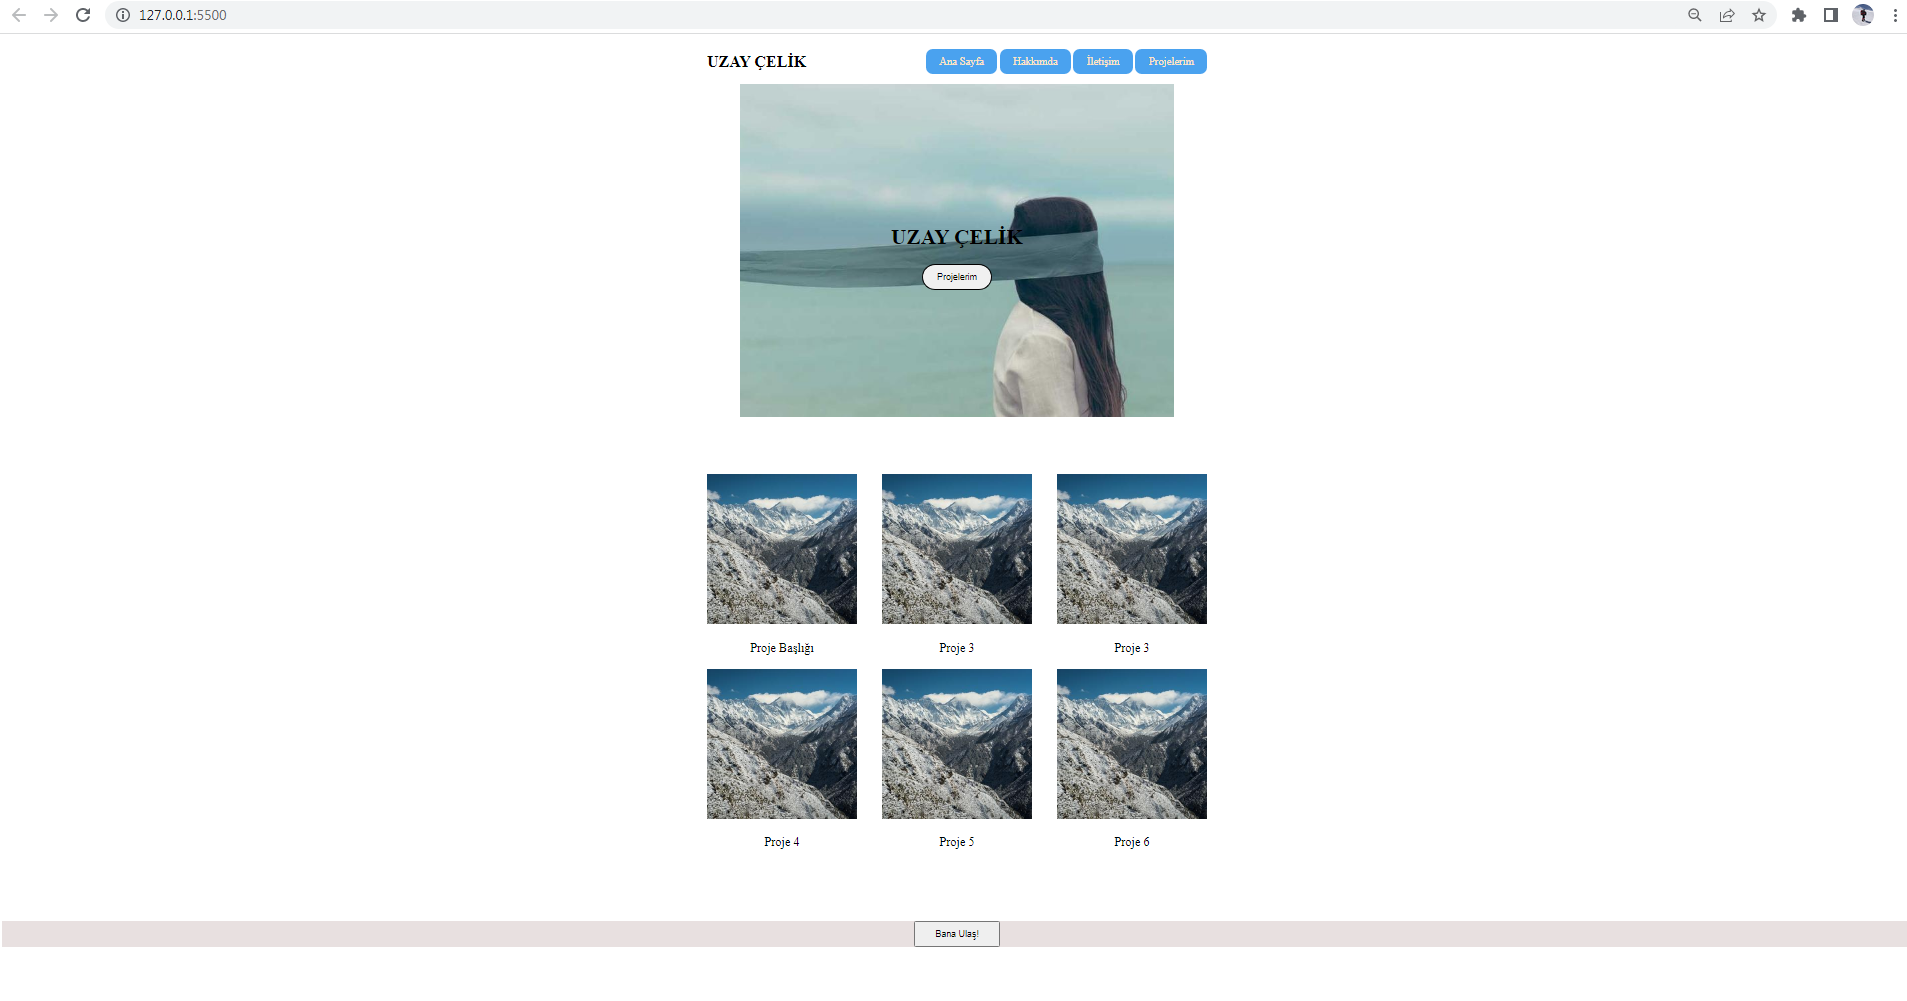 127.0.0.1:5500
UZAY ÇELİK
Ana Sayfa
Hakkımda
İletişim
Projelerim
UZAY ÇELİK
Projelerim
Proje Başlığı
Proje 3
Proje 3
Proje 4
Proje 5
Proje 6
Bana Ulaş!